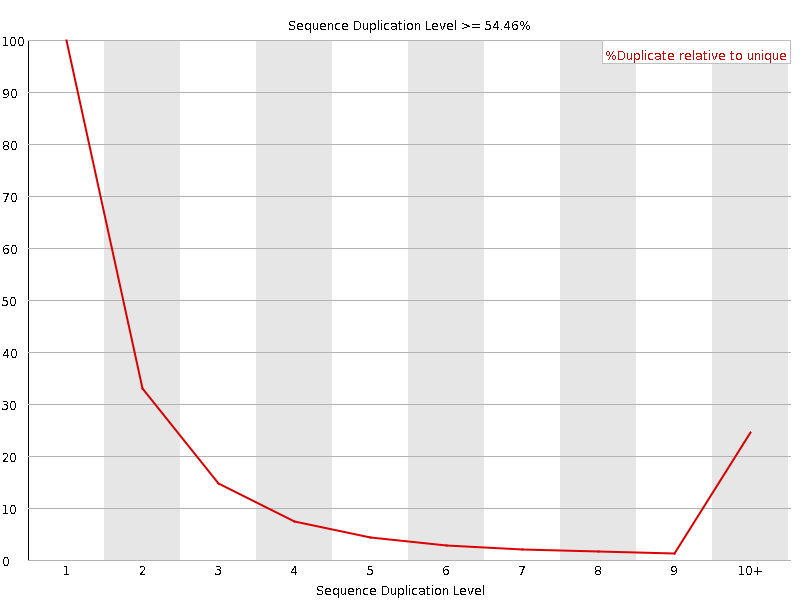 Sequence Duplication Level >= 54.46%
%Duplicate relative to unique
100
90
80
70
60
50
40
30
20
10
0
1 2 3 4 5 6 7 8 9 10+
Sequence Duplication Level